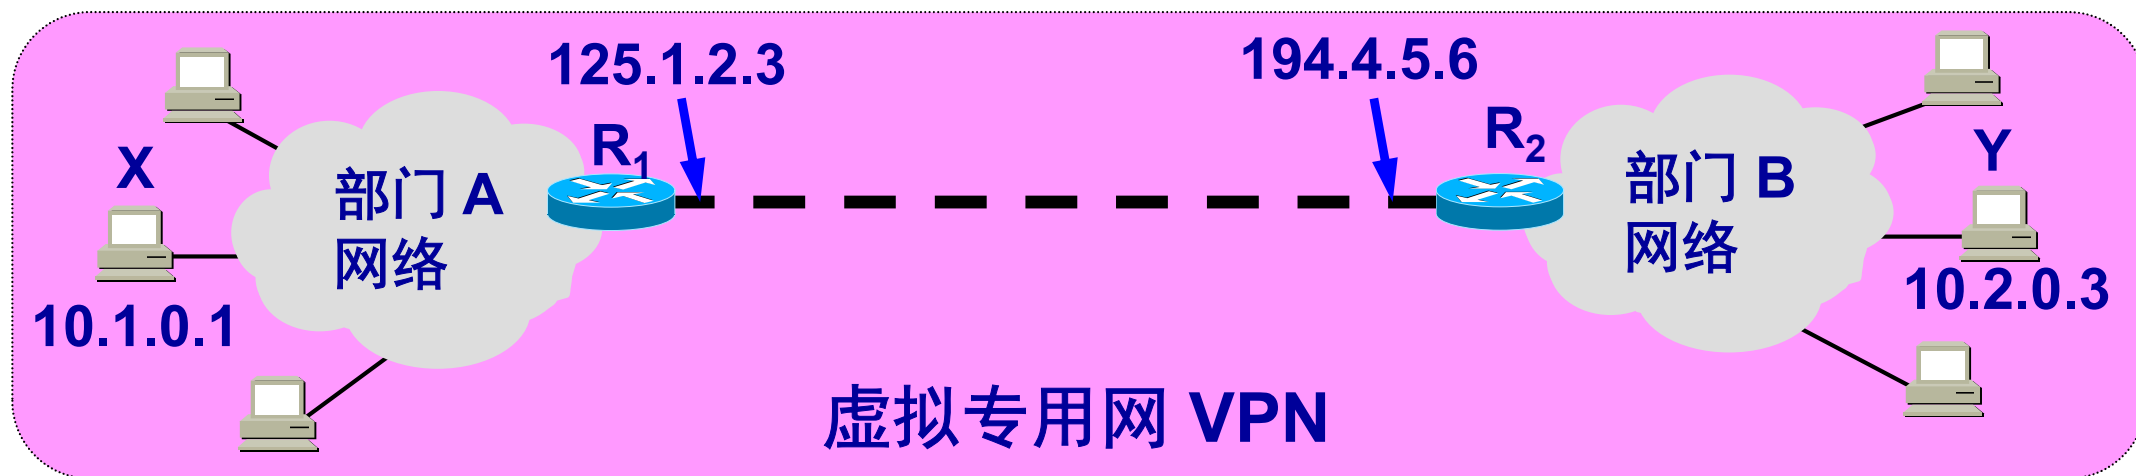 125.1.2.3
194.4.5.6
R1
R2
X
部门 A
网络
部门 B
网络
Y
10.1.0.1
10.2.0.3
虚拟专用网 VPN